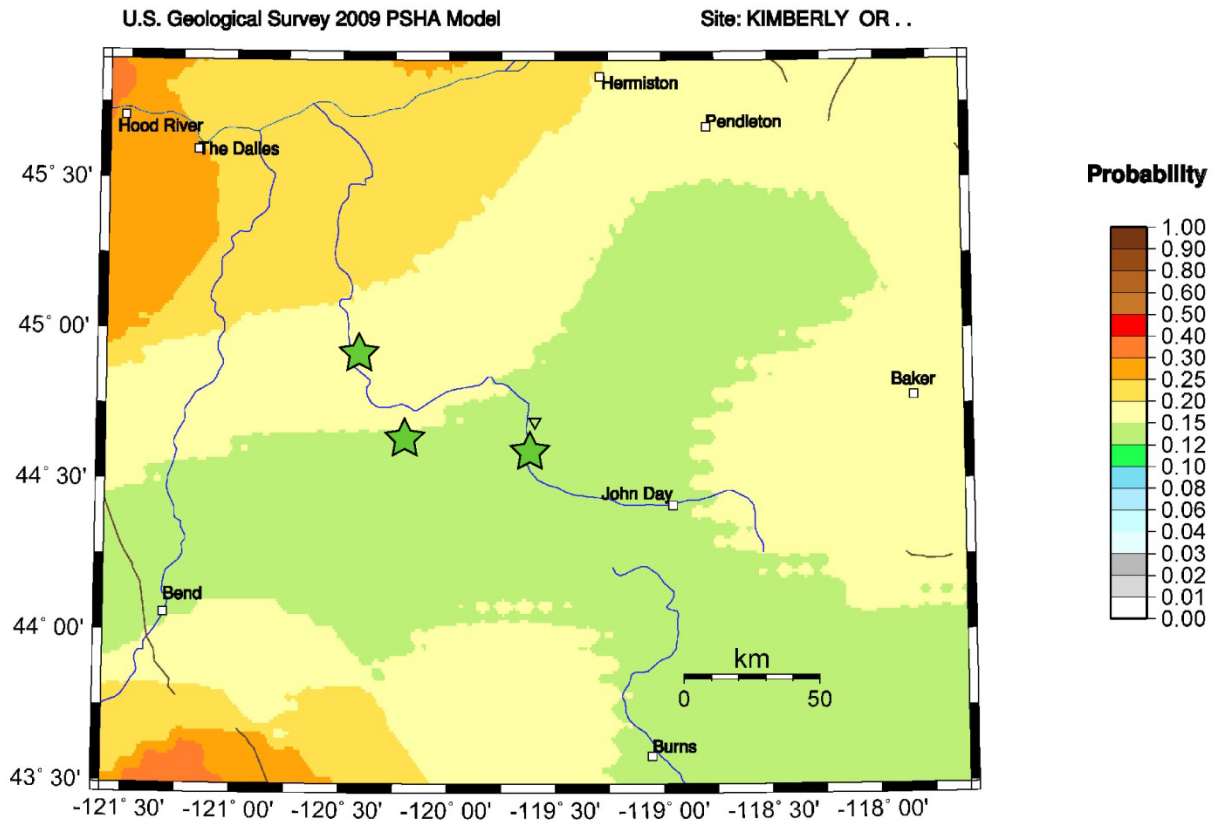 U.S. Geological Survey 2009 PSHA Model
Site: KIMBERLY OR . .
Hermiston
Hood River
Pendleton
The Dalles
45° 30'
Probability
1.00
0.90
0.80
0.60
0.50
0.40
0.30
0.25
0.20
0.15
0.12
0.10
0.08
0.06
0.04
0.03
0.02
0.01
0.00
45° 00'
Baker
44° 30'
John Day
Bend
44° 00'
km
0 50
Burns
43° 30'
-121° 30' -121° 00' -120° 30' -120° 00' -119° 30' -119° 00' -118° 30' -118° 00'